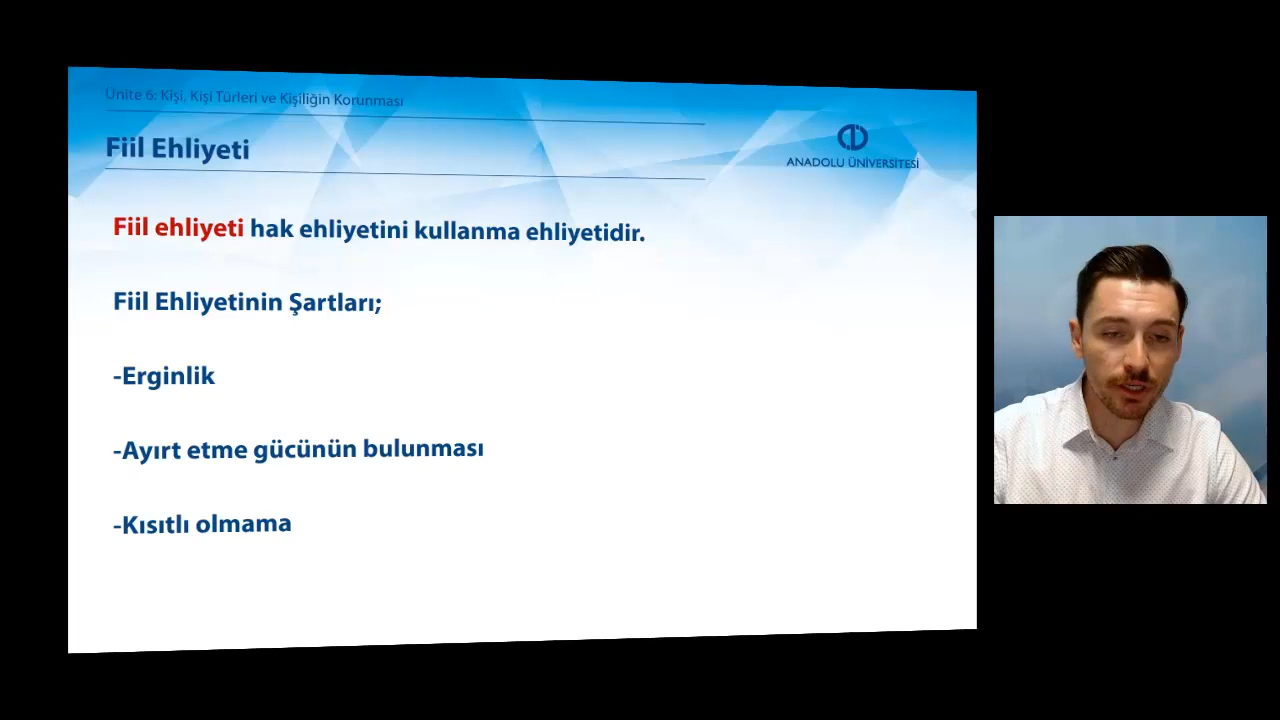 Ünite 6: Kişi, Kişi Türleri ve Kişiliğin Korunması
Fiil Ehliyeti
ANADOLU ÜNİVERSİTESİ
Fiil ehliyeti hak ehliyetini kullanma ehliyetidir.
Fiil Ehliyetinin Şartları;
-Erginlik
-Ayırt etme gücünün bulunması
-Kısıtlı olmama